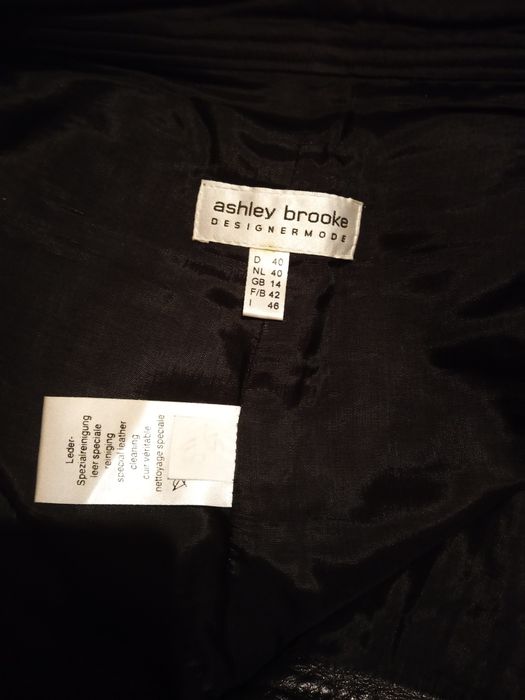 ashley brooke
DESIGNERMODE
D 40
NL 40
GB 14
F/B 42
I 46
Leder-
Spezialreinigung
leer speciale
reiniging
special leather
cleaning
cuir véritable
nettoyage speciale